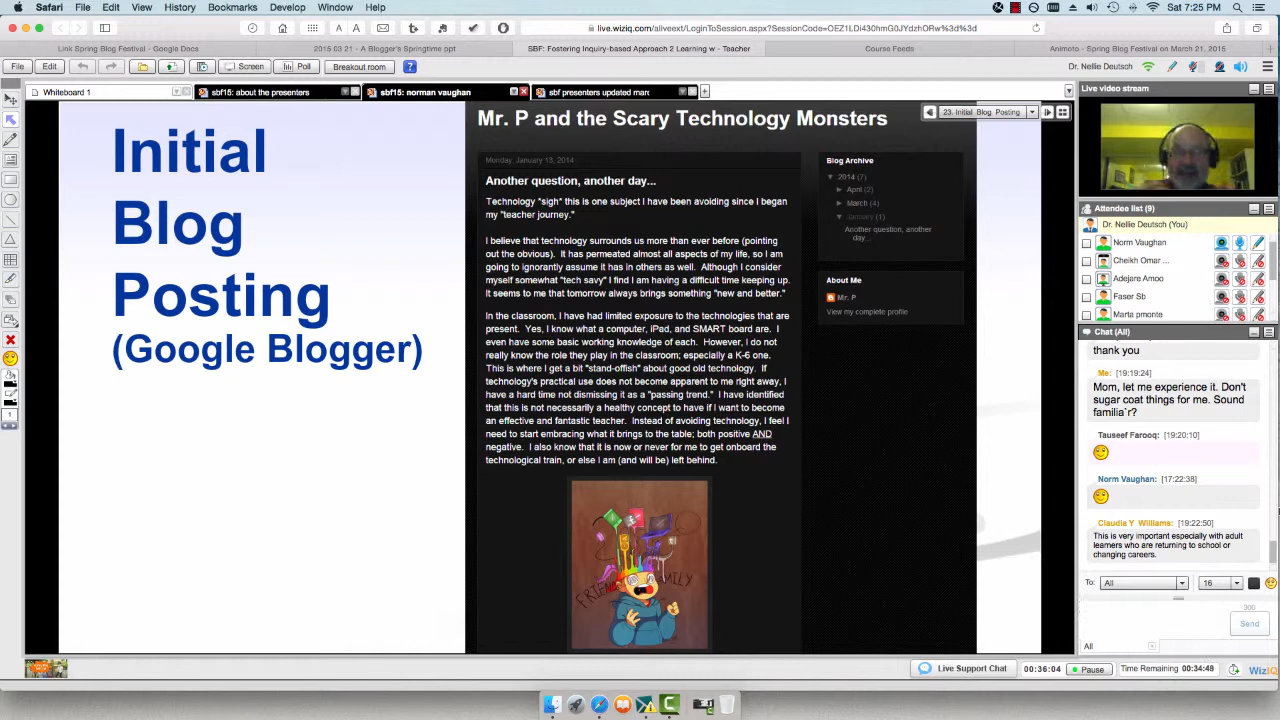 Safari File Edit View History Bookmarks Develop Window Help
Sat 7:25 PM
live.wiziq.com/aliveext/LoginToSession.aspx?SessionCode=OEZ1LDi430hmG0JYdzhORw%3d%3d
Link Spring Blog Festival - Google Docs
2015 03 21 - A Blogger's Springtime ppt
SBF: Fostering Inquiry-based Approach 2 Learning w - Teacher
Course Feeds
Animoto - Spring Blog Festival on March 21, 2015
File Edit Screen Poll Breakout room ?
Dr. Nellie Deutsch
Whiteboard 1
sbf15: about the presenters
sbf15: norman vaughan
sbf presenters updated marc
Live video stream
23. Initial Blog Posting
Initial
Blog
Posting
(Google Blogger)
Mr. P and the Scary Technology Monsters
Monday, January 13, 2014
Another question, another day...
Technology *sigh* this is one subject I have been avoiding since I began
my "teacher journey."
I believe that technology surrounds us more than ever before (pointing
out the obvious). It has permeated almost all aspects of my life, so I am
going to ignorantly assume it has in others as well. Although I consider
myself somewhat "tech savy" I find I am having a difficult time keeping up.
It seems to me that tomorrow always brings something "new and better."
In the classroom, I have had limited exposure to the technologies that are
present. Yes, I know what a computer, iPad, and SMART board are. I
even have some basic working knowledge of each. However, I do not
really know the role they play in the classroom; especially a K-6 one.
This is where I get a bit "stand-offish" about good old technology. If
technology's practical use does not become apparent to me right away, I
have a hard time not dismissing it as a "passing trend." I have identified
that this is not necessarily a healthy concept to have if I want to become
an effective and fantastic teacher. Instead of avoiding technology, I feel I
need to start embracing what it brings to the table; both positive AND
negative. I also know that it is now or never for me to get onboard the
technological train, or else I am (and will be) left behind.
FRIENDS FAMILY
Blog Archive
▼ 2014 (7)
► April (2)
► March (4)
▼ January (1)
Another question, another
day...
About Me
Mr. P
View my complete profile
Attendee list (9)
Dr. Nellie Deutsch (You)
Norm Vaughan
Cheikh Omar ...
Adejare Amoo
Faser Sb
Marta pmonte
Chat (All)
thank you
Me: [19:19:24]
Mom, let me experience it. Don't
sugar coat things for me. Sound
familia`r?
Tauseef Farooq: [19:20:10]
Norm Vaughan: [17:22:38]
Claudia Y Williams: [19:22:50]
This is very important especially with adult
learners who are returning to school or
changing careers.
To: All 16
300
Send
All
1
Live Support Chat
00:36:04
Pause
Time Remaining 00:34:48
WizIQ